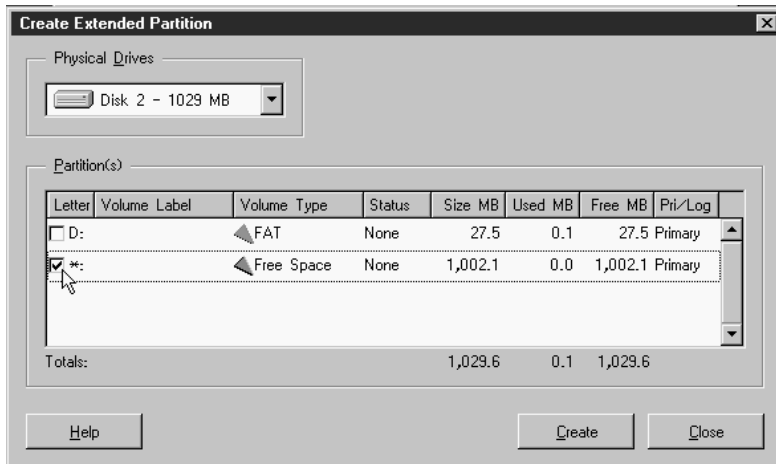 Create Extended Partition
Physical Drives
Disk 2 - 1029 MB
Partition(s)
Letter Volume Label Volume Type Status Size MB Used MB Free MB Pri/Log
D: FAT None 27.5 0.1 27.5 Primary
*: Free Space None 1,002.1 0.0 1,002.1 Primary
Totals: 1,029.6 0.1 1,029.6
Help Create Close